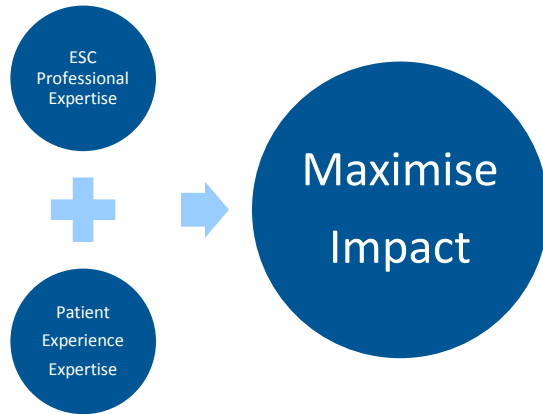 ESC
Professional
Expertise
Patient
Experience
Expertise
Maximise
Impact